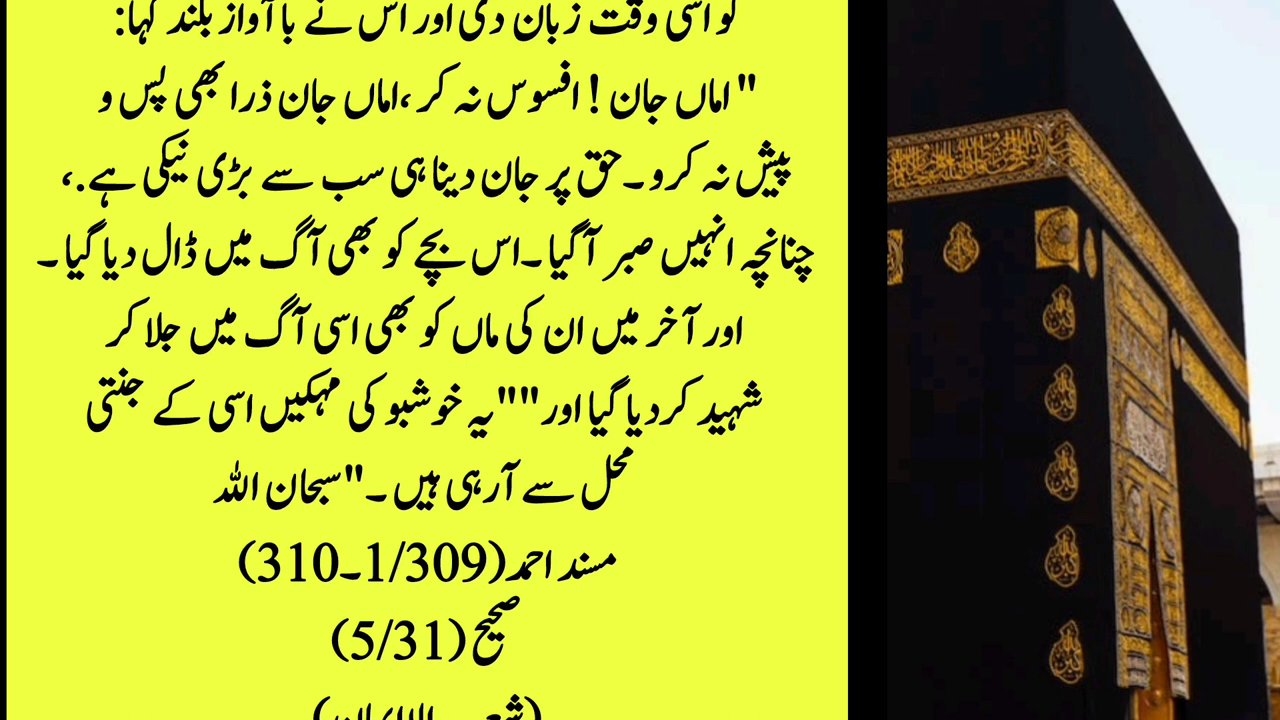 کو اسی وقت زبان دی اور اس نے با آواز بلند کہا:
"اماں جان ! افسوس نہ کر ،اماں جان ذرا بھی پس و
پیش نہ کرو۔حق پر جان دینا ہی سب سے بڑی نیکی ہے.،
چنانچہ انہیں صبر آگیا۔اس بچے کو بھی آگ میں ڈال دیا گیا۔
اور آخر میں ان کی ماں کو بھی اسی آگ میں جلا کر
شہید کردیا گیا اور ""یہ خوشبو کی مہکیں اسی کے جنتی
محل سے آرہی ہیں۔"سبحان اللہ
مسند احمد(1/309۔310)
صحیح (5/31)